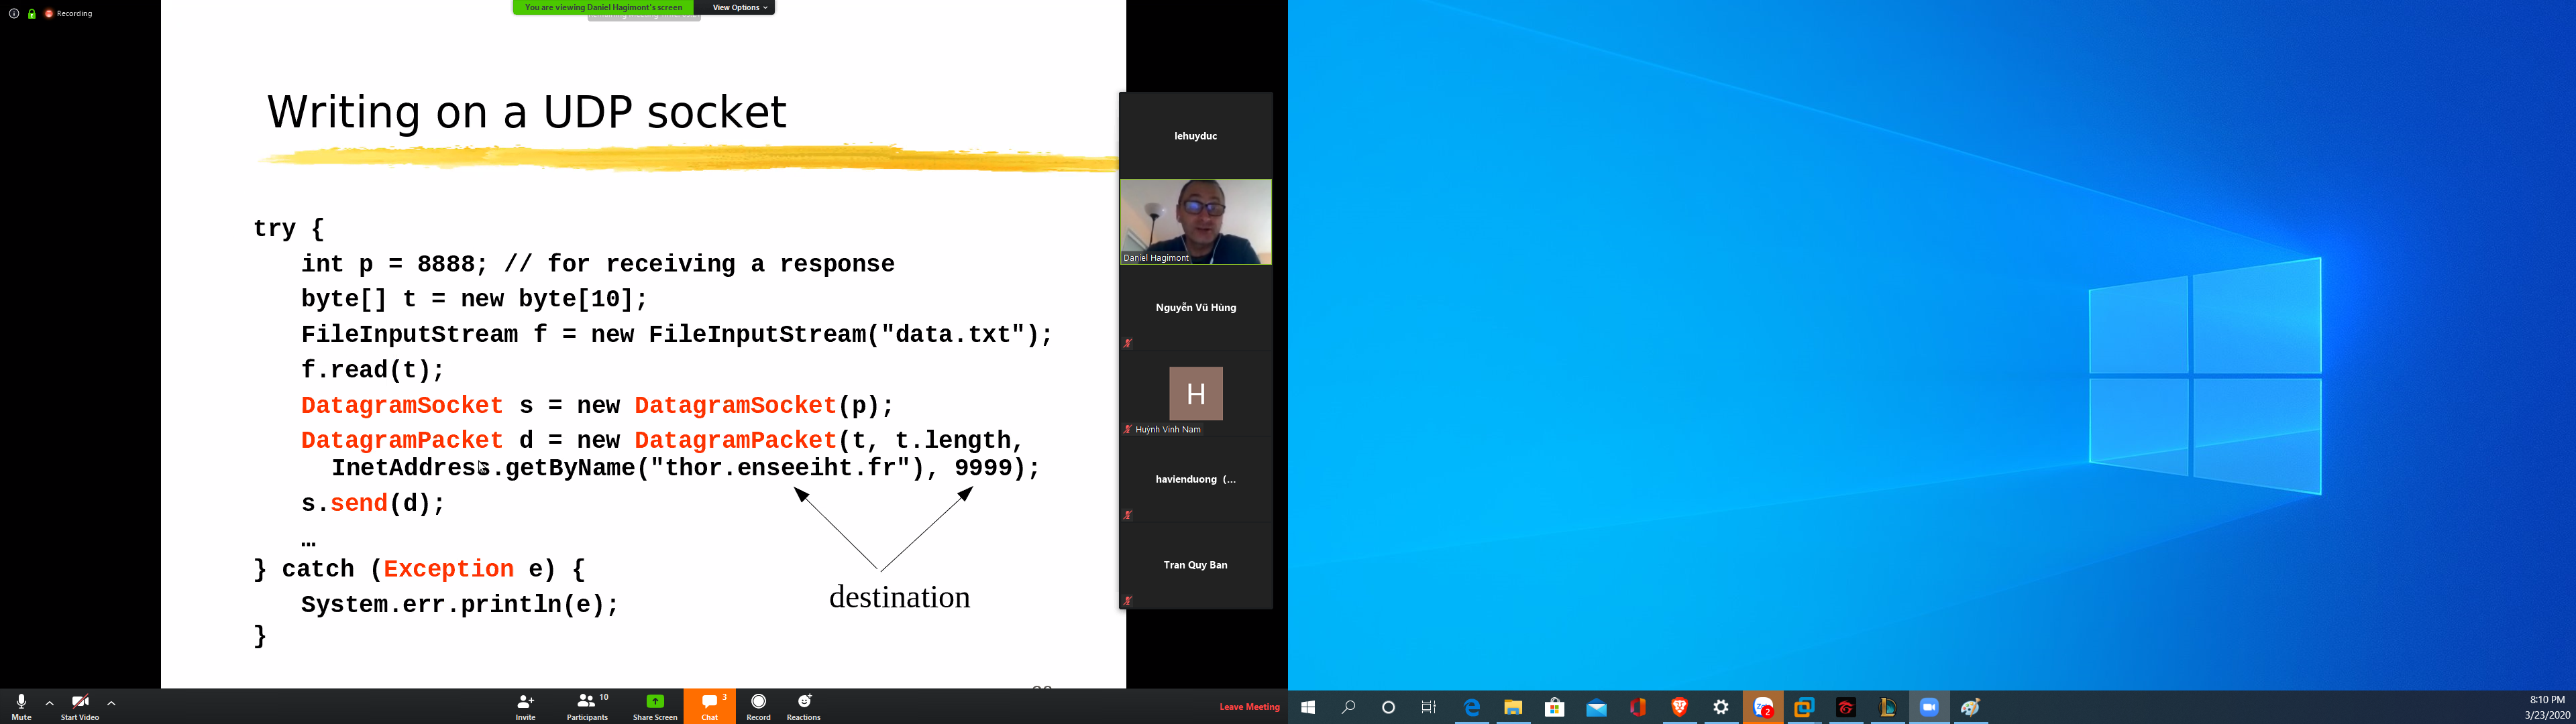 Recording
You are viewing Daniel Hagimont's screen
View Options
Writing on a UDP socket
try {
int p = 8888; // for receiving a response
byte[] t = new byte[10];
FileInputStream f = new FileInputStream("data.txt");
f.read(t);
DatagramSocket s = new DatagramSocket(p);
DatagramPacket d = new DatagramPacket(t, t.length,
InetAddress.getByName("thor.enseeiht.fr"), 9999);
s.send(d);
…
} catch (Exception e) {
System.err.println(e);
}
destination
lehuyduc
Daniel Hagimont
Nguyễn Vũ Hùng
H
Huỳnh Vinh Nam
havienduong (...
Tran Quy Ban
Mute
Start Video
Invite
Participants
10
Share Screen
Chat
3
Record
Reactions
Leave Meeting
2
8:10 PM
3/23/2020